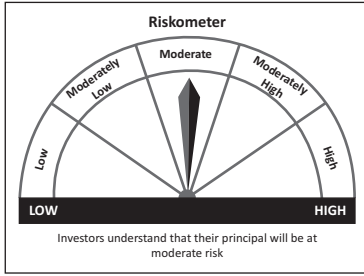 Riskometer
Low
Moderately
Low
Moderate
Moderately
High
High
LOW
HIGH
Investors understand that their principal will be at
moderate risk